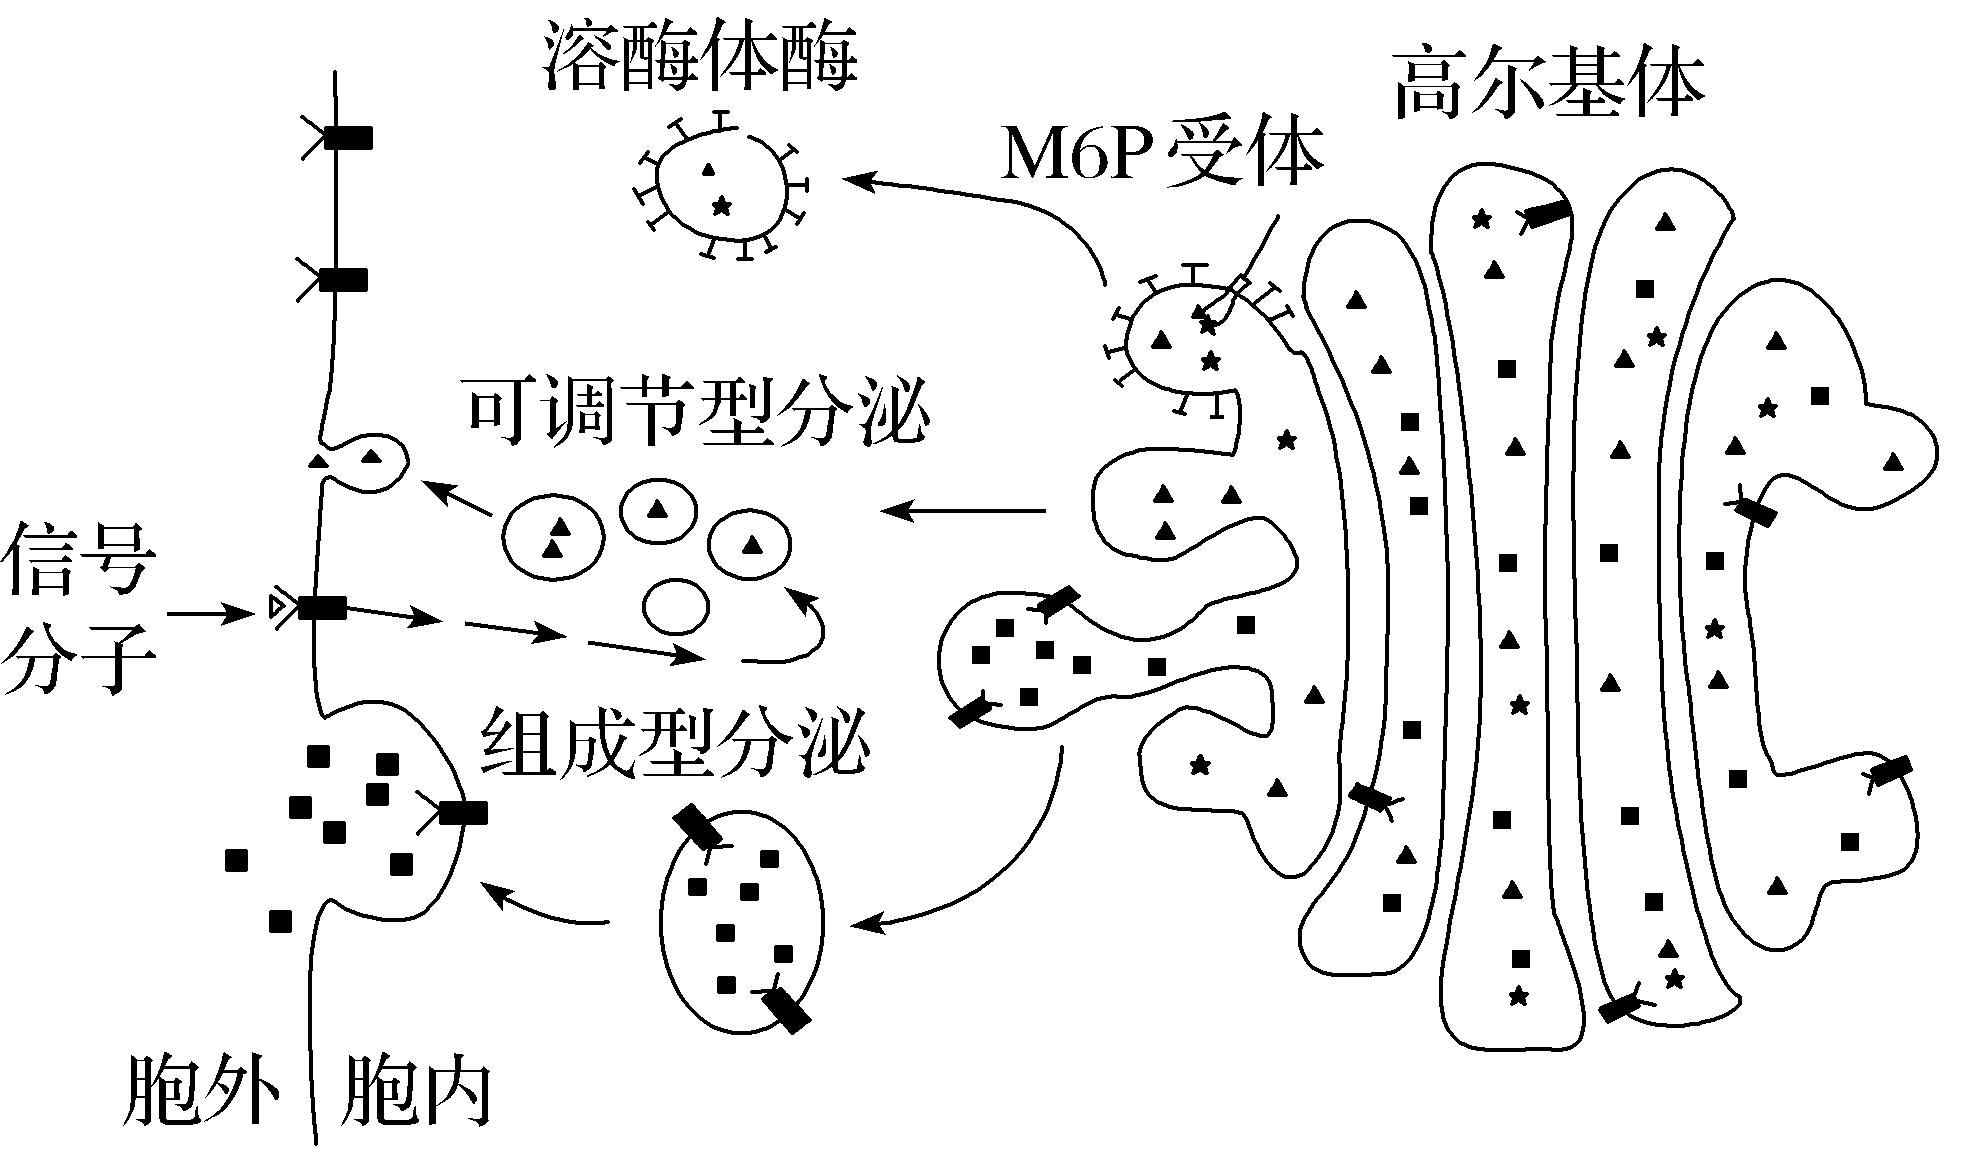 溶酶体酶
高尔基体
M6P受体
可调节型分泌
信号
分子
组成型分泌
胞外
胞内